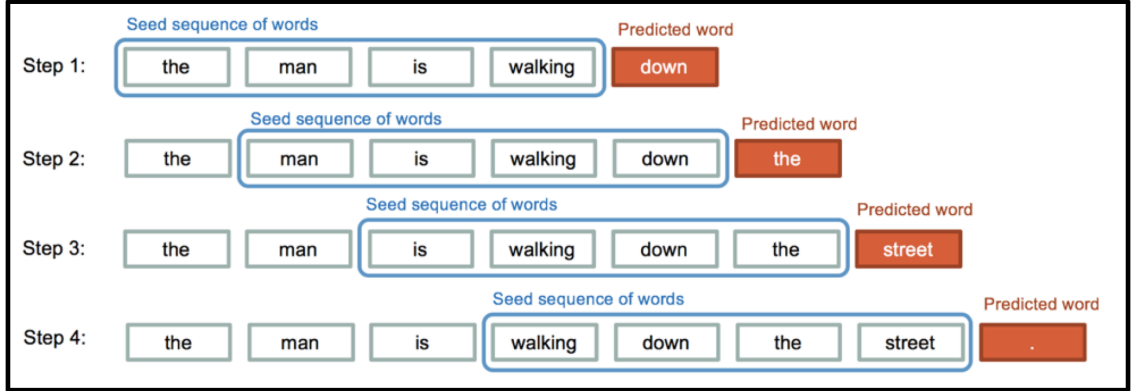 Seed sequence of words
Predicted word
Step 1: the man is walking down
Seed sequence of words
Predicted word
Step 2: the man is walking down the
Seed sequence of words
Predicted word
Step 3: the man is walking down the street
Seed sequence of words
Predicted word
Step 4: the man is walking down the street .